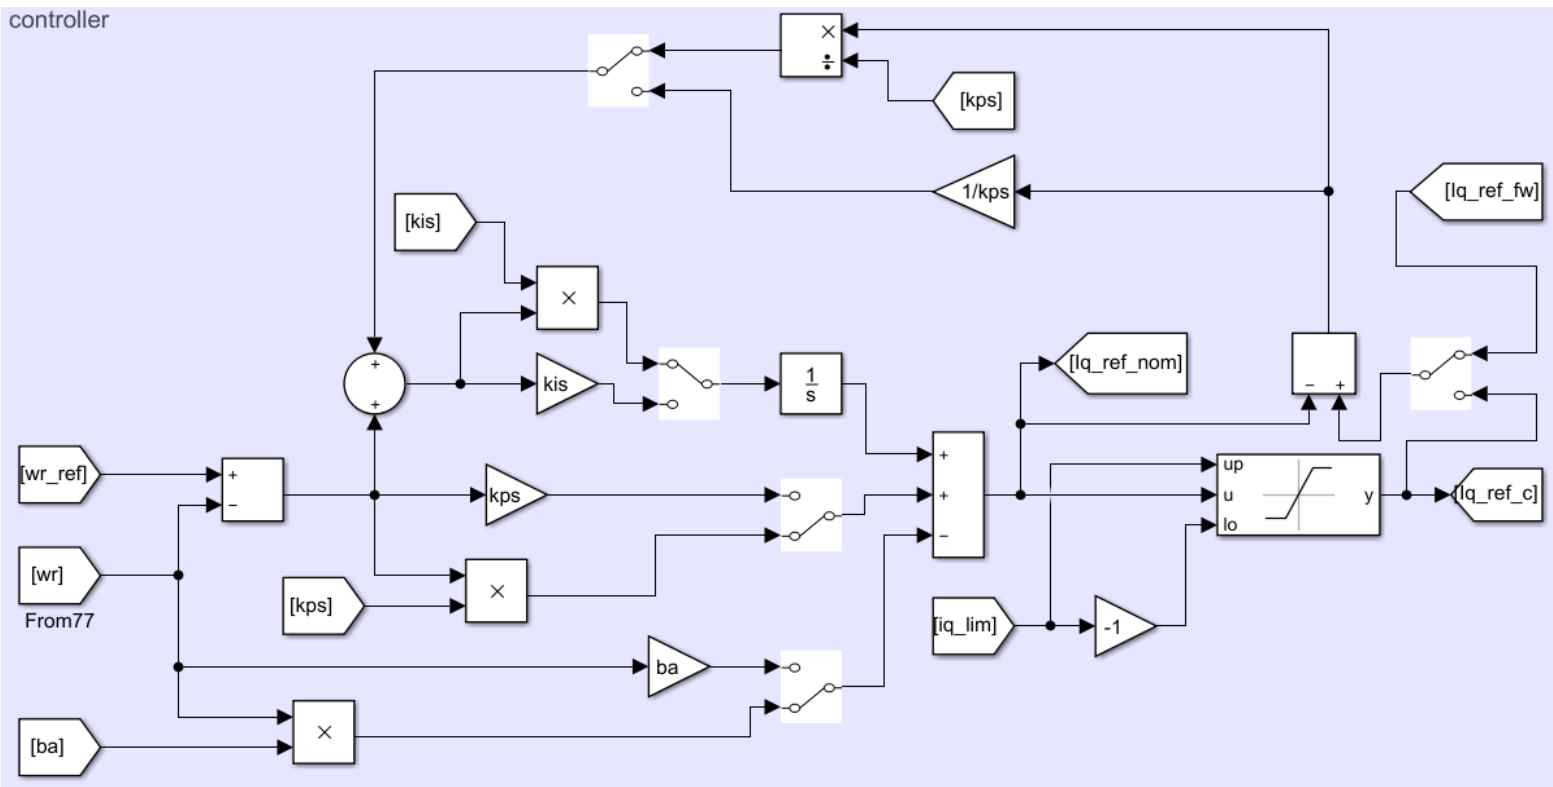 controller
×
÷
[kps]
1/kps
[Iq_ref_fw]
[kis]
×
[Iq_ref_nom]
+
+
kis
1
s
− +
[wr_ref]
+
−
kps
+
+
−
up
u
lo
y
[Iq_ref_c]
[wr]
From77
[kps]
×
[iq_lim]
-1
ba
[ba]
×